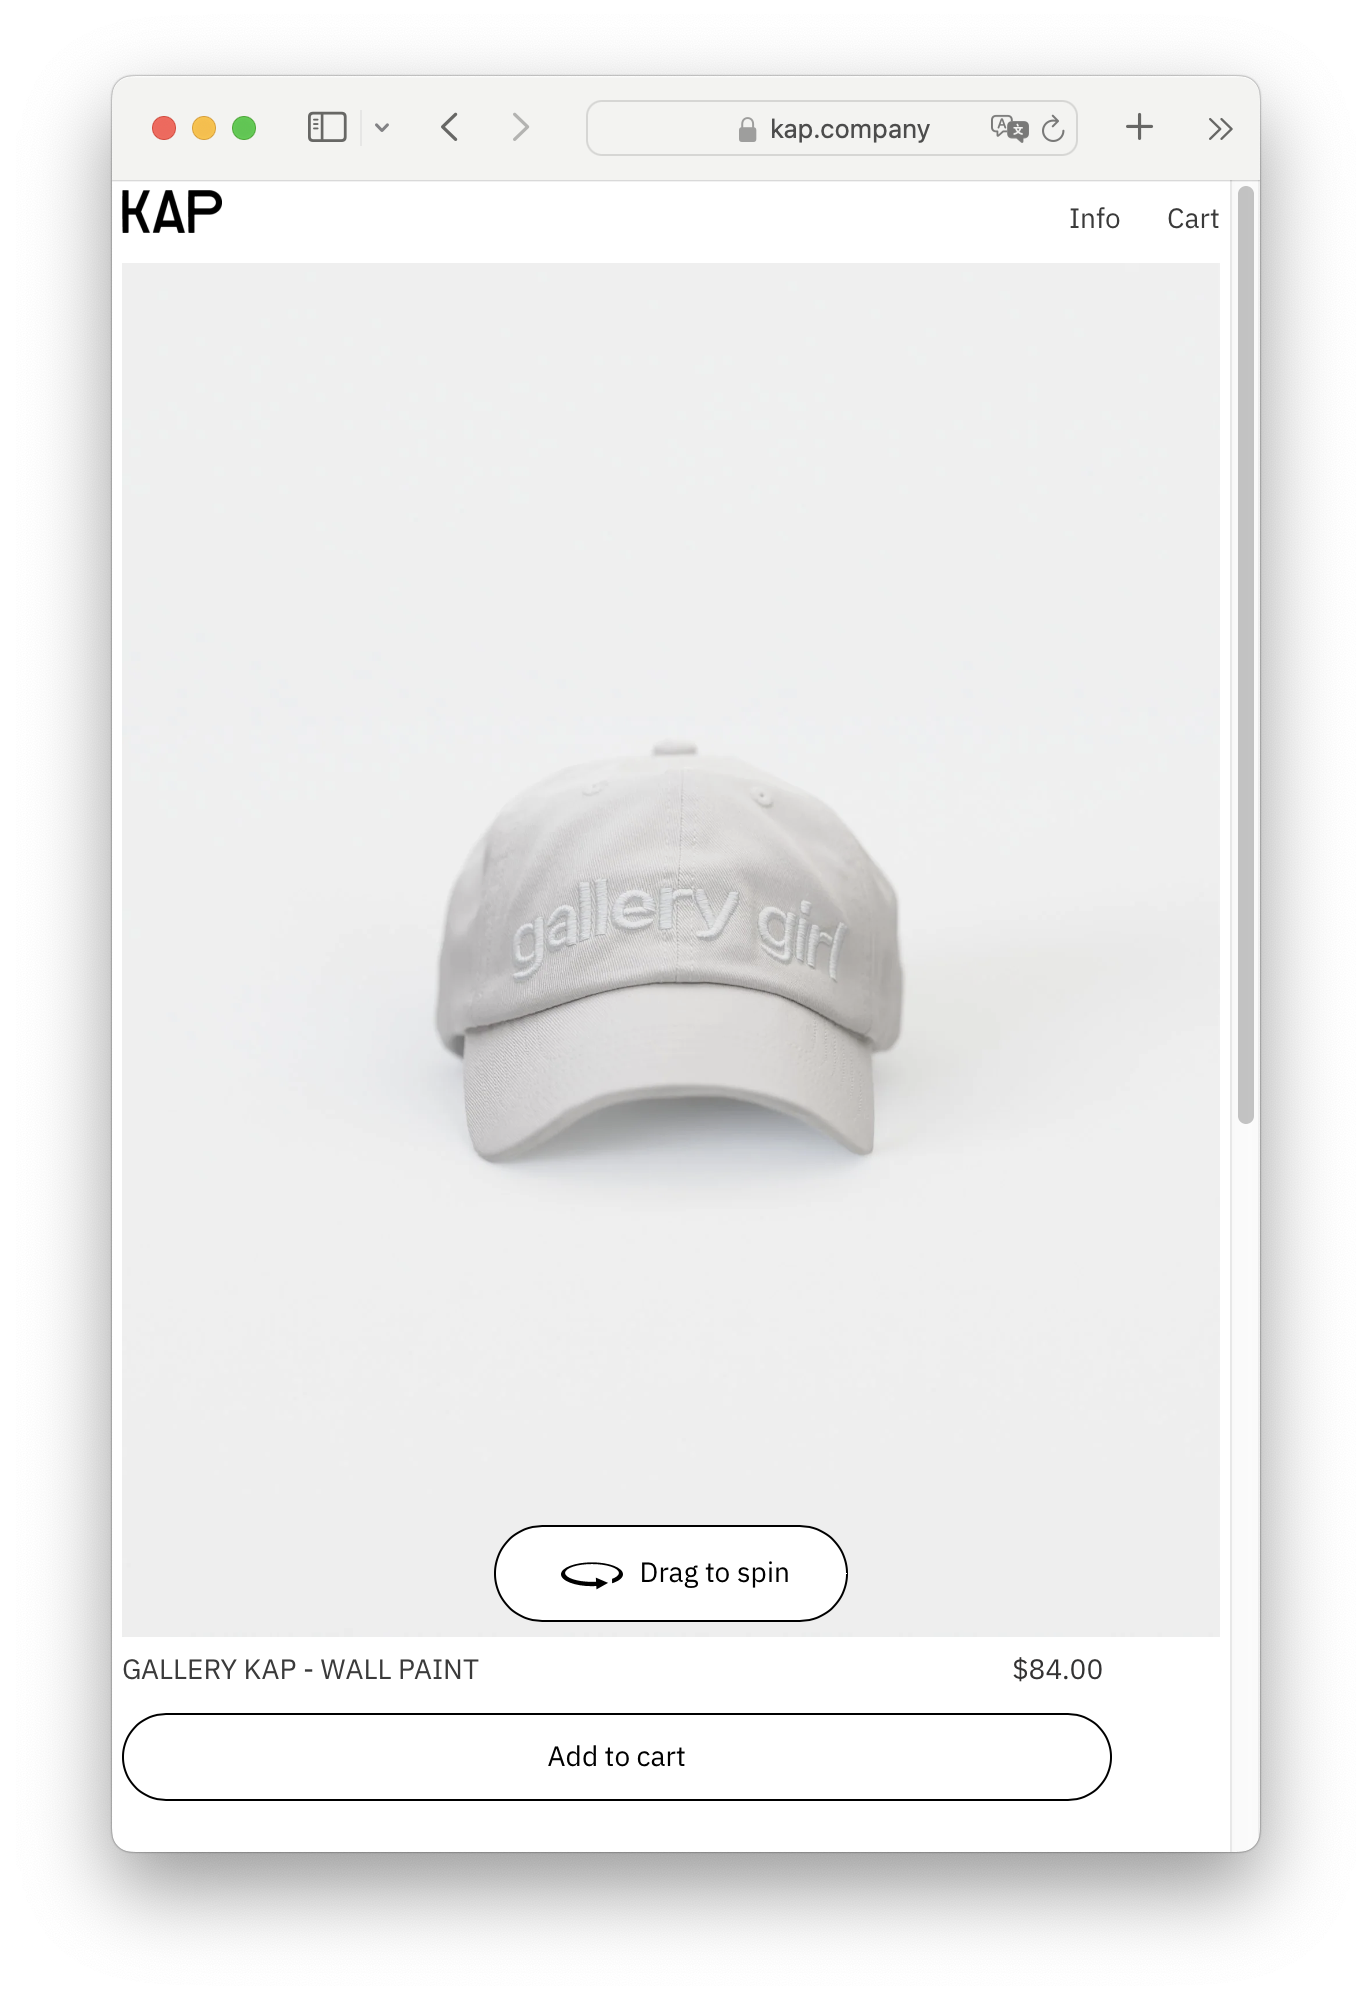 kap.company
KAP
Info
Cart
gallery girl
Drag to spin
GALLERY KAP - WALL PAINT
$84.00
Add to cart